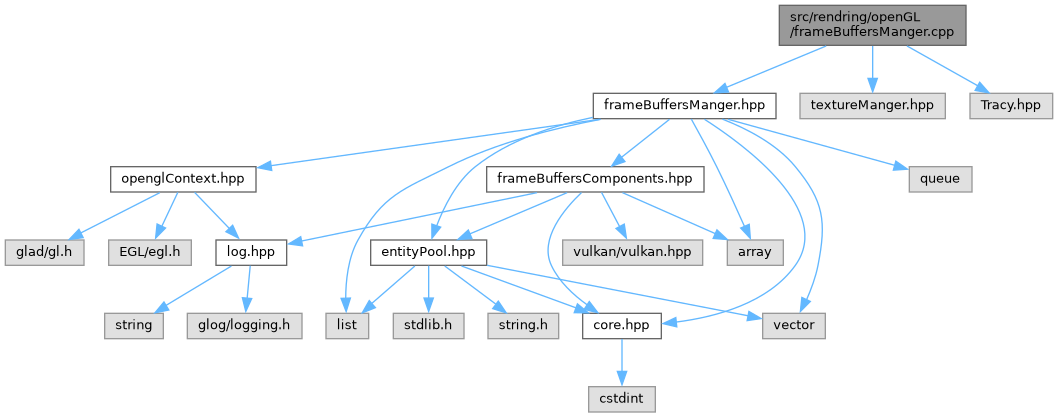 src/rendring/openGL
/frameBuffersManger.cpp
frameBuffersManger.hpp
textureManger.hpp
Tracy.hpp
openglContext.hpp
frameBuffersComponents.hpp
queue
glad/gl.h
EGL/egl.h
log.hpp
entityPool.hpp
vulkan/vulkan.hpp
array
string
glog/logging.h
list
stdlib.h
string.h
core.hpp
vector
cstdint